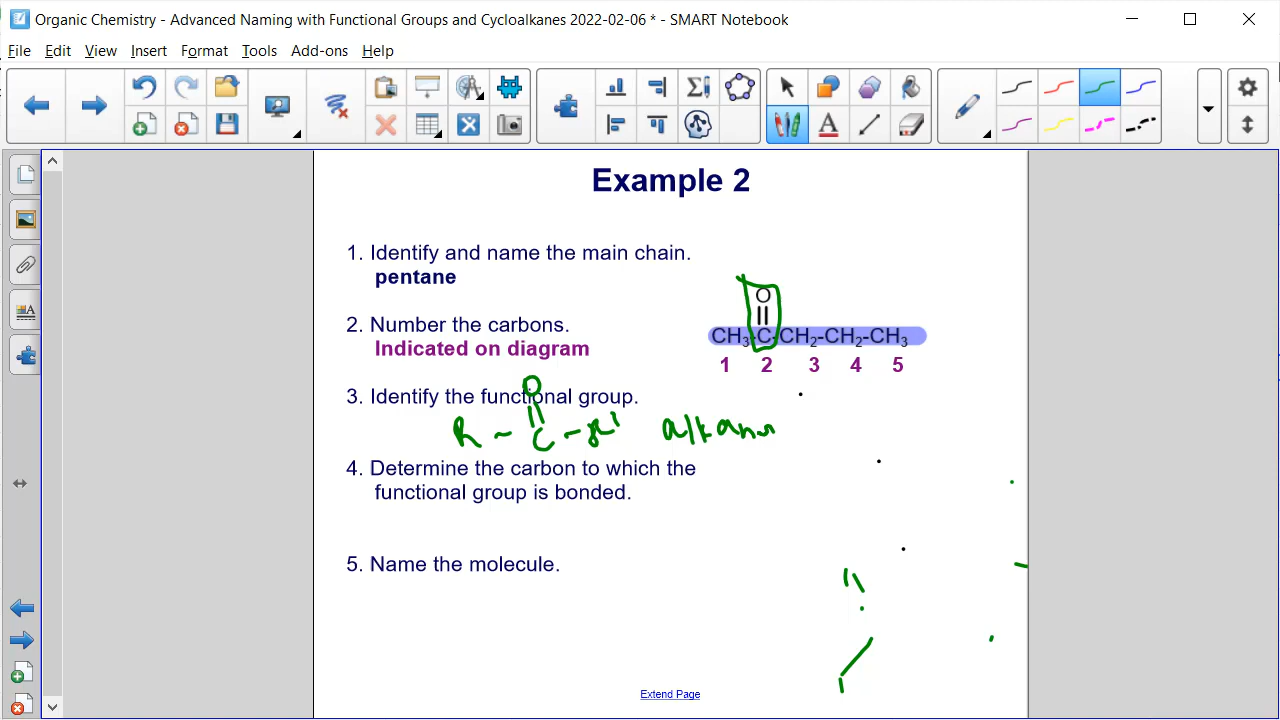 Organic Chemistry - Advanced Naming with Functional Groups and Cycloalkanes 2022-02-06 * - SMART Notebook
File Edit View Insert Format Tools Add-ons Help
Example 2
1. Identify and name the main chain.
pentane
O
2. Number the carbons.
CH3-C-CH2-CH2-CH3
Indicated on diagram
1 2 3 4 5
3. Identify the functional group.
O
R - C - R' alkano
4. Determine the carbon to which the
functional group is bonded.
5. Name the molecule.
Extend Page